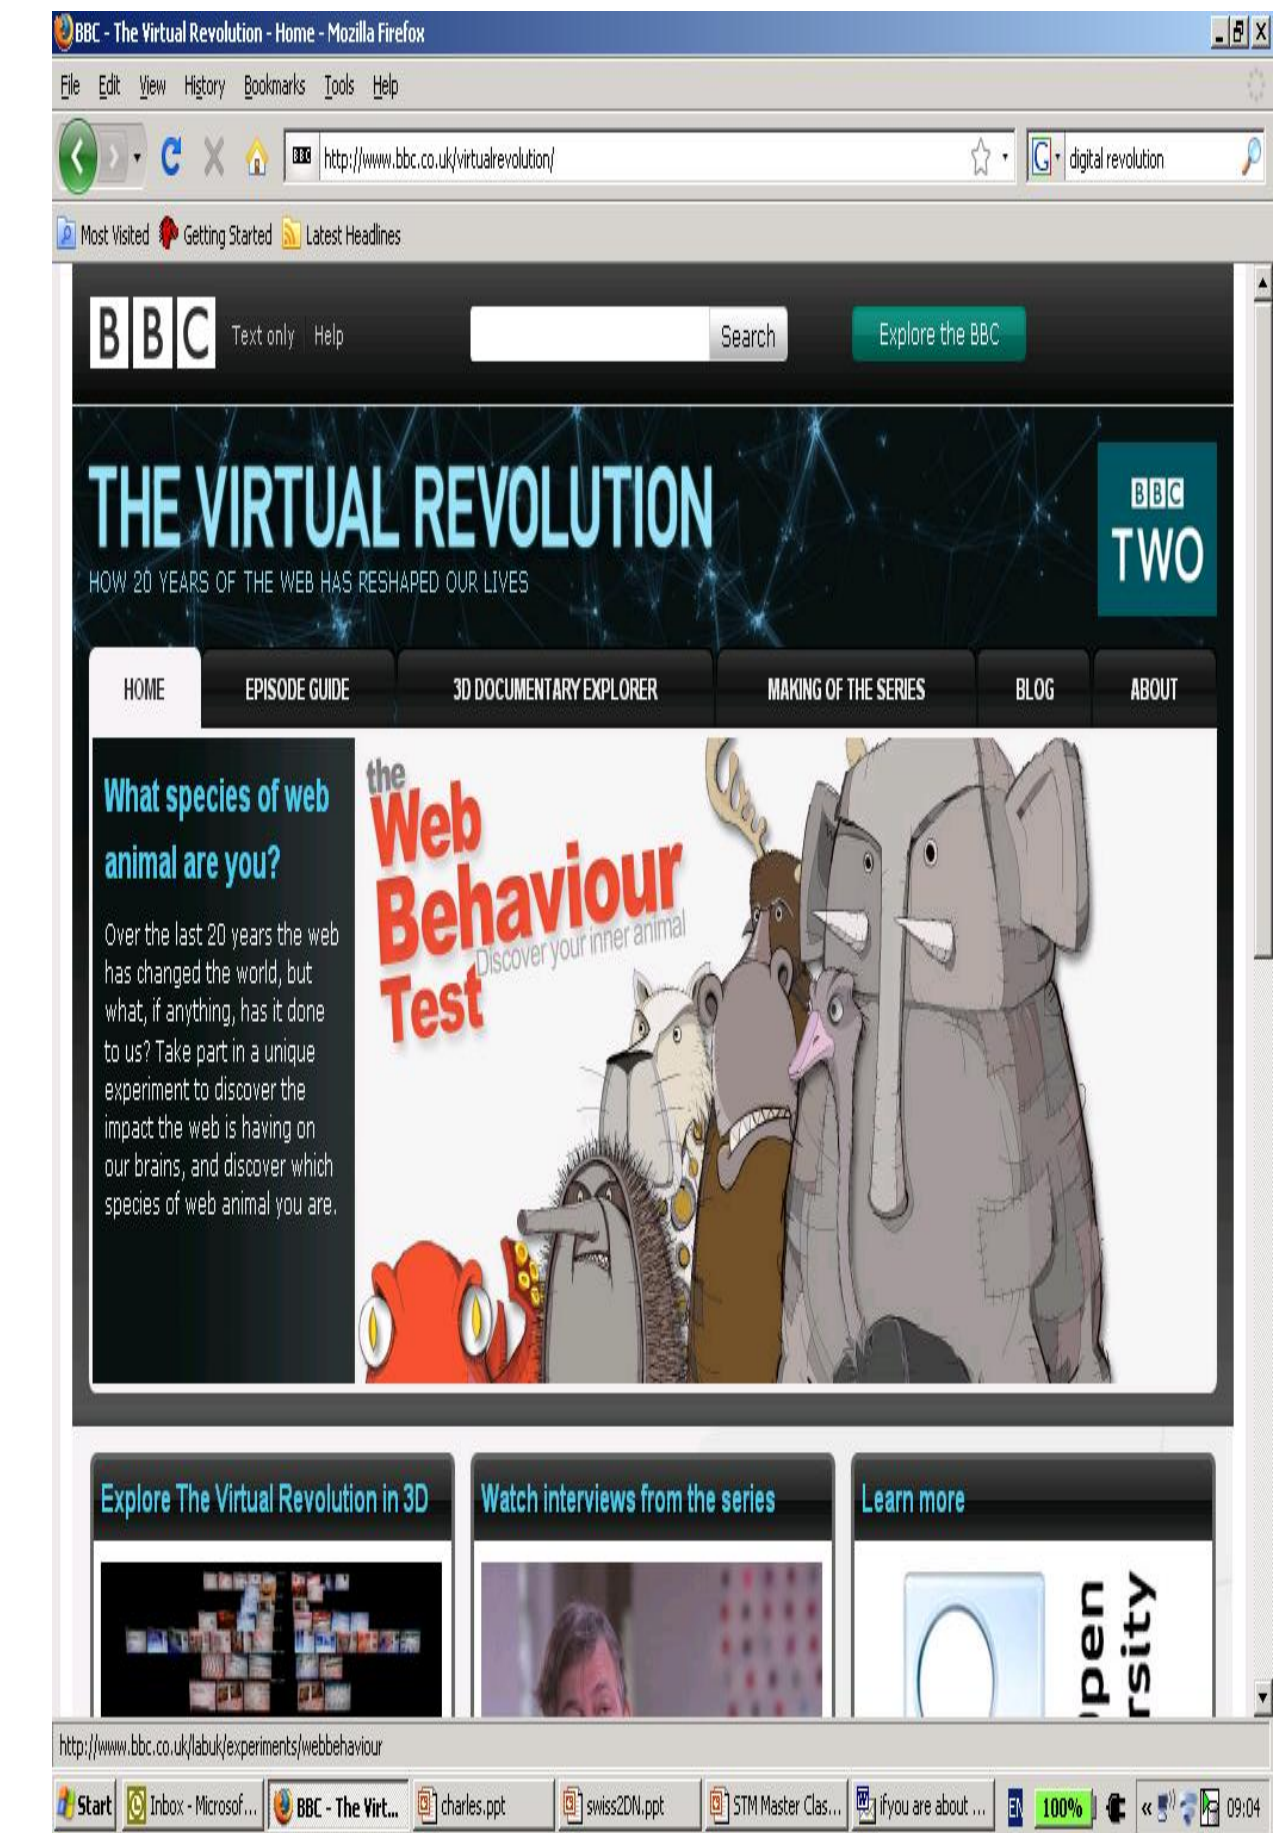 BBC - The Virtual Revolution - Home - Mozilla Firefox
File Edit View History Bookmarks Tools Help
http://www.bbc.co.uk/virtualrevolution/
digital revolution
Most Visited Getting Started Latest Headlines
BBC Text only Help Search Explore the BBC
THE VIRTUAL REVOLUTION
HOW 20 YEARS OF THE WEB HAS RESHAPED OUR LIVES
BBC
TWO
HOME EPISODE GUIDE 3D DOCUMENTARY EXPLORER MAKING OF THE SERIES BLOG ABOUT
What species of web
animal are you?
Over the last 20 years the web
has changed the world, but
what, if anything, has it done
to us? Take part in a unique
experiment to discover the
impact the web is having on
our brains, and discover which
species of web animal you are.
the
Web
Behaviour
Discover your inner animal
Test
Explore The Virtual Revolution in 3D
Watch interviews from the series
Learn more
pen
rsity
http://www.bbc.co.uk/labuk/experiments/webbehaviour
Start Inbox - Microsof... BBC - The Virt... charles.ppt swiss2DN.ppt STM Master Clas... ifyou are about ... EN 100% « 09:04